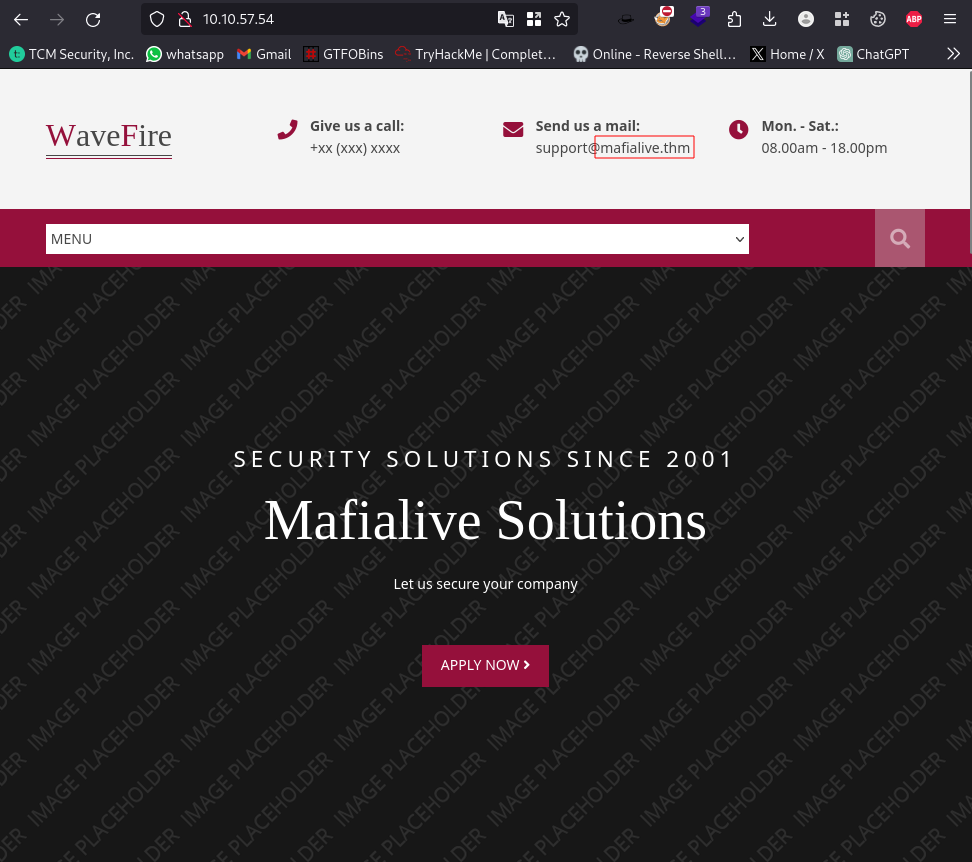 10.10.57.54
3
ABP
TCM Security, Inc.
whatsapp
Gmail
GTFOBins
TryHackMe | Complet…
Online - Reverse Shell…
Home / X
ChatGPT
WaveFire
Give us a call:
+xx (xxx) xxxx
Send us a mail:
support@mafialive.thm
Mon. - Sat.:
08.00am - 18.00pm
MENU
SECURITY SOLUTIONS SINCE 2001
Mafialive Solutions
Let us secure your company
APPLY NOW
IMAGE PLACEHOLDER